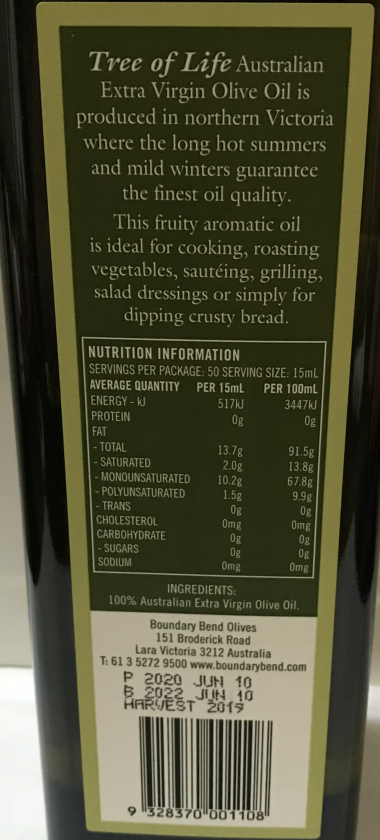 Tree of Life Australian
Extra Virgin Olive Oil is
produced in northern Victoria
where the long hot summers
and mild winters guarantee
the finest oil quality.
This fruity aromatic oil
is ideal for cooking, roasting
vegetables, sautéing, grilling,
salad dressings or simply for
dipping crusty bread.
NUTRITION INFORMATION
SERVINGS PER PACKAGE: 50 SERVING SIZE: 15mL
AVERAGE QUANTITY PER 15mL PER 100mL
ENERGY - kJ 517kJ 3447kJ
PROTEIN 0g 0g
FAT
- TOTAL 13.7g 91.5g
- SATURATED 2.0g 13.8g
- MONOUNSATURATED 10.2g 67.8g
- POLYUNSATURATED 1.5g 9.9g
- TRANS 0g 0g
CHOLESTEROL 0mg 0mg
CARBOHYDRATE 0g 0g
- SUGARS 0g 0g
SODIUM 0mg 0mg
INGREDIENTS:
100% Australian Extra Virgin Olive Oil.
Boundary Bend Olives
151 Broderick Road
Lara Victoria 3212 Australia
T: 61 3 5272 9500 www.boundarybend.com
P 2020 JUN 10
B 2022 JUN 10
HARVEST 2019
9 328370 001108